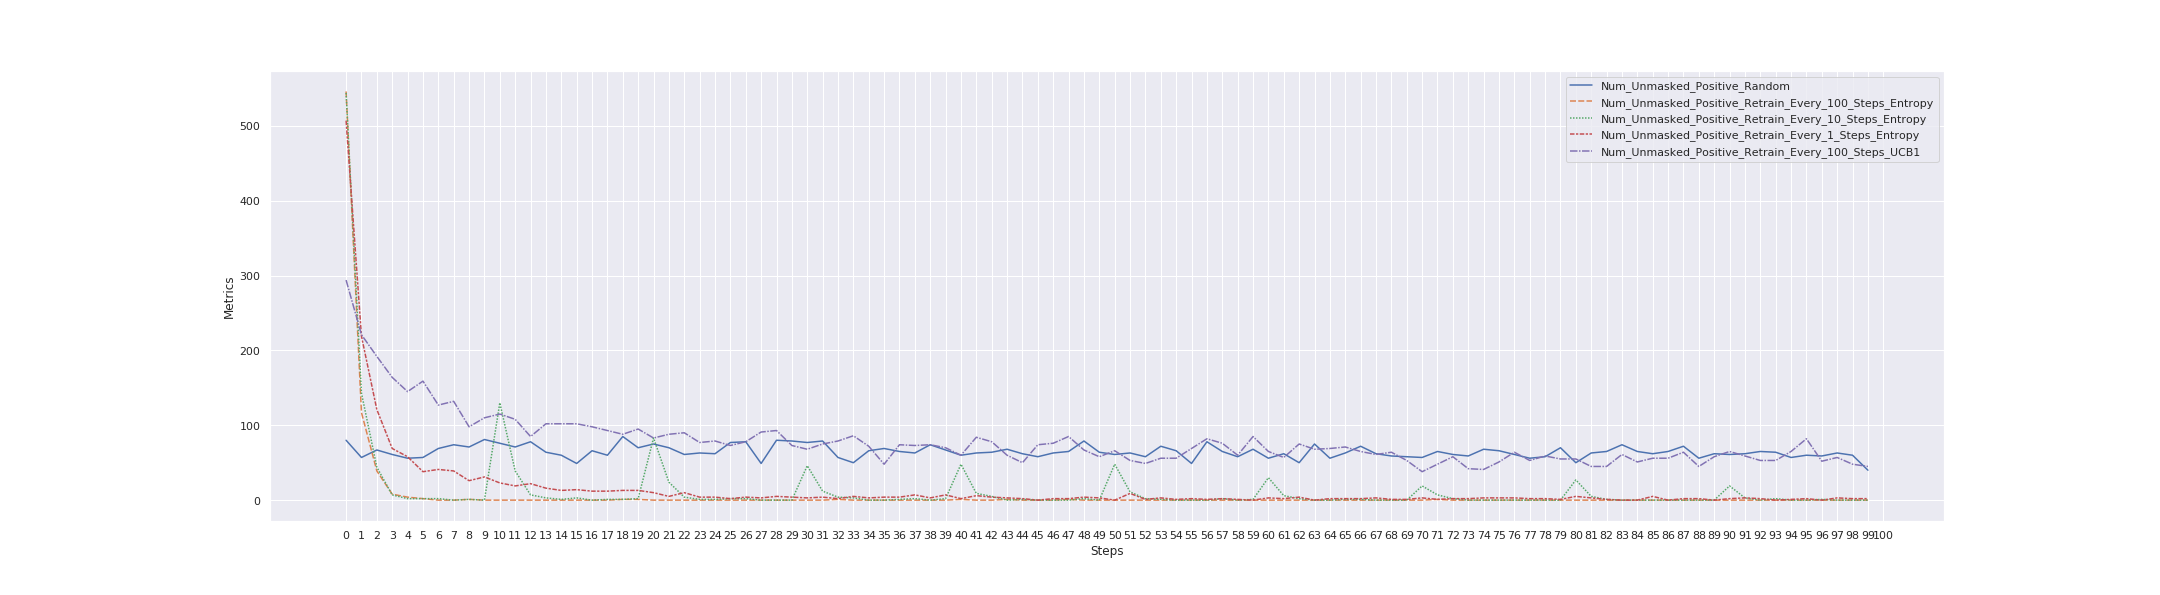 Num_Unmasked_Positive_Random
Num_Unmasked_Positive_Retrain_Every_100_Steps_Entropy
Num_Unmasked_Positive_Retrain_Every_10_Steps_Entropy
Num_Unmasked_Positive_Retrain_Every_1_Steps_Entropy
Num_Unmasked_Positive_Retrain_Every_100_Steps_UCB1
500
400
300
200
100
0
Metrics
0 1 2 3 4 5 6 7 8 9 10 11 12 13 14 15 16 17 18 19 20 21 22 23 24 25 26 27 28 29 30 31 32 33 34 35 36 37 38 39 40 41 42 43 44 45 46 47 48 49 50 51 52 53 54 55 56 57 58 59 60 61 62 63 64 65 66 67 68 69 70 71 72 73 74 75 76 77 78 79 80 81 82 83 84 85 86 87 88 89 90 91 92 93 94 95 96 97 98 99 100
Steps